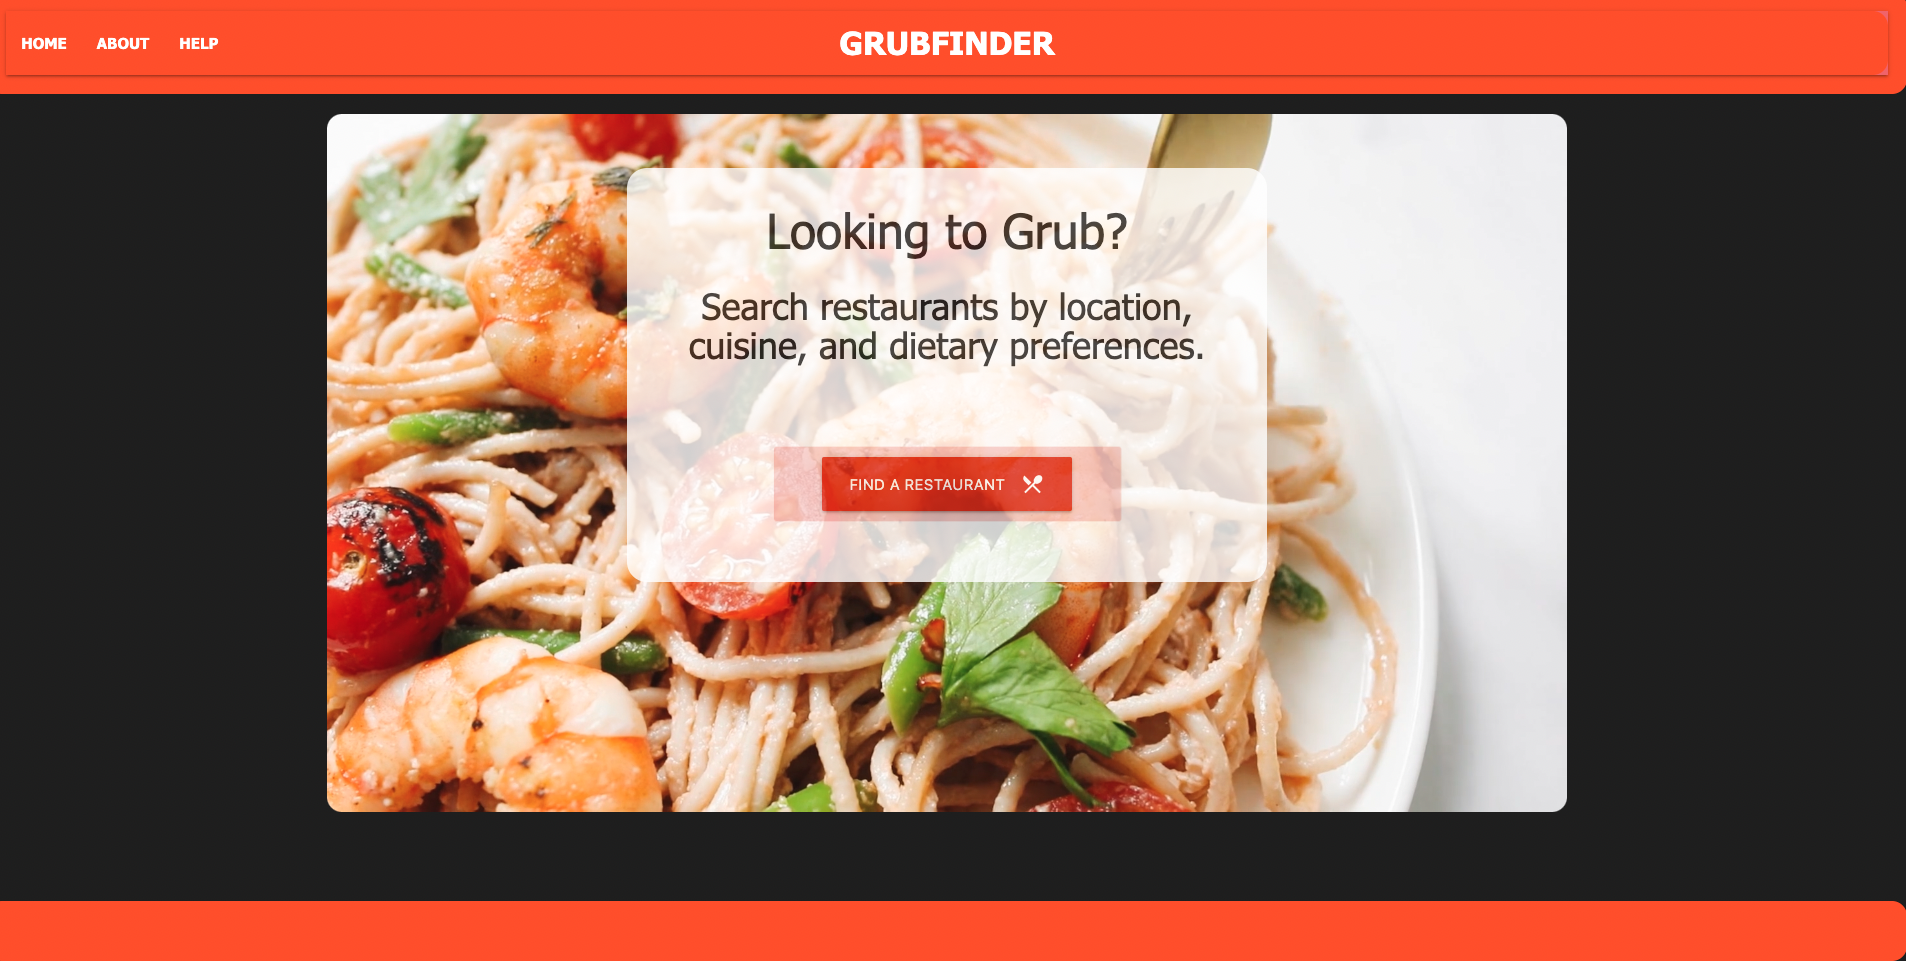 HOME ABOUT HELP GRUBFINDER
Looking to Grub?
Search restaurants by location,
cuisine, and dietary preferences.
FIND A RESTAURANT